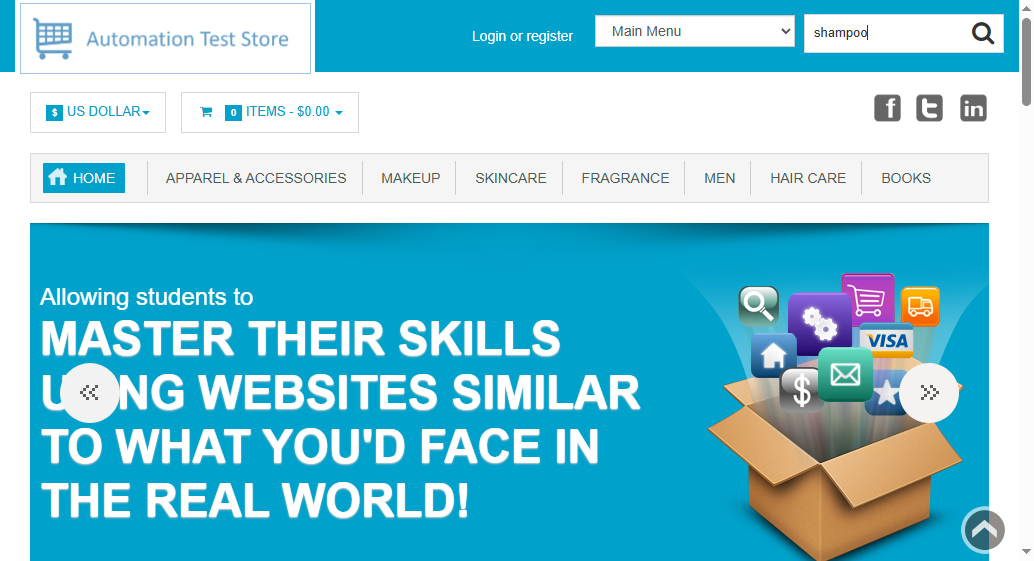 Automation Test Store
Login or register
Main Menu
shampoo
$ US DOLLAR
0 ITEMS - $0.00
f t in
HOME
APPAREL & ACCESSORIES
MAKEUP
SKINCARE
FRAGRANCE
MEN
HAIR CARE
BOOKS
Allowing students to
MASTER THEIR SKILLS
USING WEBSITES SIMILAR
TO WHAT YOU'D FACE IN
THE REAL WORLD!
VISA
$